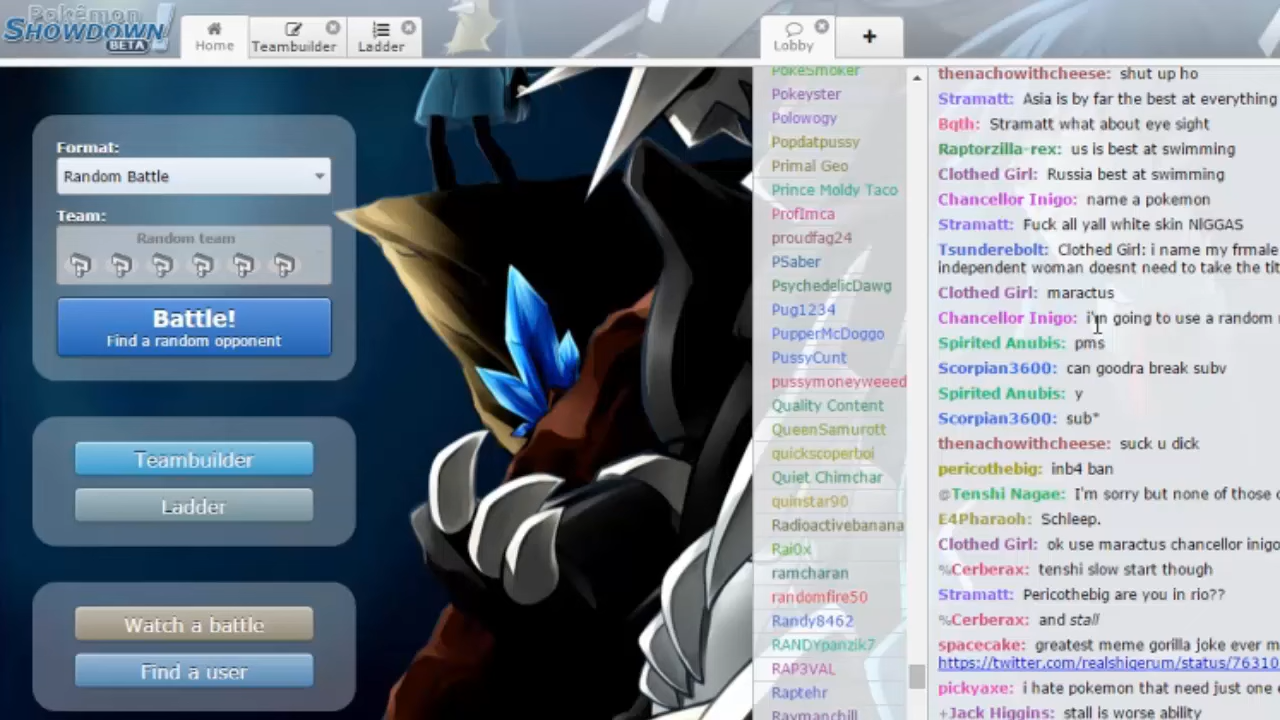 Pokémon
SHOWDOWN!
BETA
Home
Teambuilder
Ladder
Lobby
+
Format:
Random Battle
Team:
Random team
Battle!
Find a random opponent
Teambuilder
Ladder
Watch a battle
Find a user
PokeSmoker
Pokeyster
Polowogy
Popdatpussy
Primal Geo
Prince Moldy Taco
ProfImca
proudfag24
PSaber
PsychedelicDawg
Pug1234
PupperMcDoggo
PussyCunt
pussymoneyweeed
Quality Content
QueenSamurott
quickscoperboi
Quiet Chimchar
quinstar90
Radioactivebanana
Rai0x
ramcharan
randomfire50
Randy8462
RANDYpanzik7
RAP3VAL
Raptehr
Raymanchill
thenachowithcheese: shut up ho
Stramatt: Asia is by far the best at everything
Bqth: Stramatt what about eye sight
Raptorzilla-rex: us is best at swimming
Clothed Girl: Russia best at swimming
Chancellor Inigo: name a pokemon
Stramatt: Fuck all yall white skin NIGGAS
Tsunderebolt: Clothed Girl: i name my frmale
independent woman doesnt need to take the tit
Clothed Girl: maractus
Chancellor Inigo: i'm going to use a random
Spirited Anubis: pms
Scorpian3600: can goodra break subv
Spirited Anubis: y
Scorpian3600: sub*
thenachowithcheese: suck u dick
pericothebig: inb4 ban
@Tenshi Nagae: I'm sorry but none of those
E4Pharaoh: Schleep.
Clothed Girl: ok use maractus chancellor inigo
%Cerberax: tenshi slow start though
Stramatt: Pericothebig are you in rio??
%Cerberax: and stall
spacecake: greatest meme gorilla joke ever m
https://twitter.com/realshigerum/status/76310
pickyaxe: i hate pokemon that need just one
+Jack Higgins: stall is worse ability